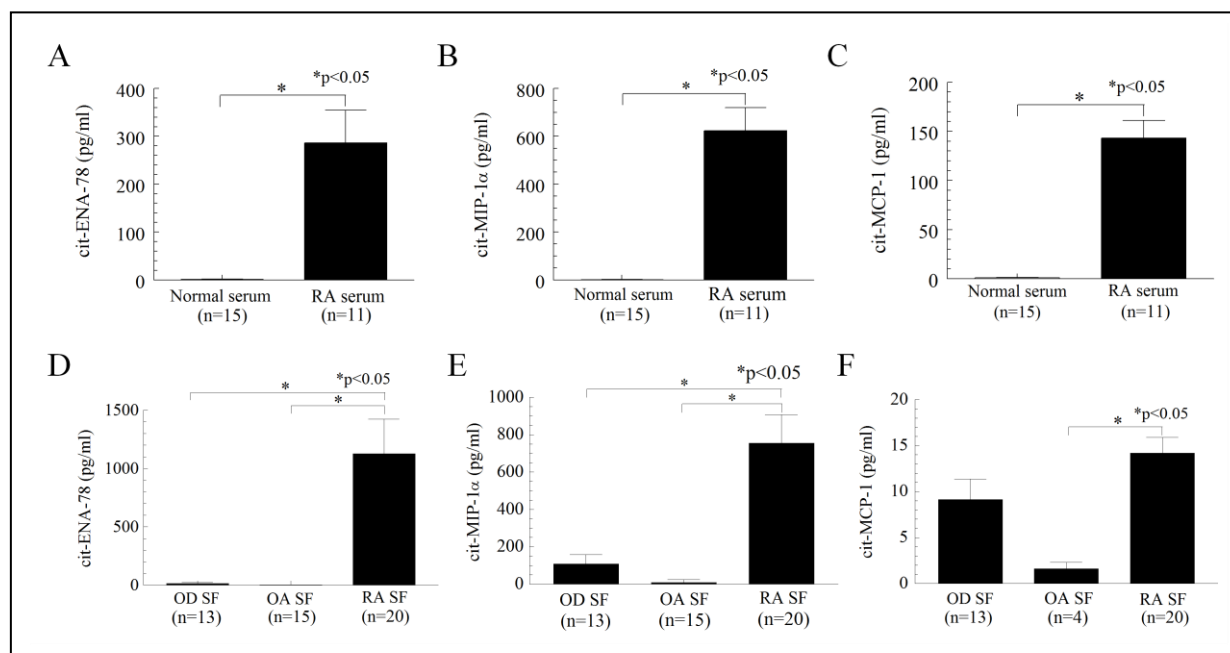 A
*p<0.05
*
cit-ENA-78 (pg/ml)
400
300
200
100
0
Normal serum
(n=15)
RA serum
(n=11)
B
*p<0.05
*
cit-MIP-1α (pg/ml)
800
600
400
200
0
Normal serum
(n=15)
RA serum
(n=11)
C
*p<0.05
*
cit-MCP-1 (pg/ml)
200
150
100
50
0
Normal serum
(n=15)
RA serum
(n=11)
D
*p<0.05
*
*
cit-ENA-78 (pg/ml)
1500
1000
500
0
OD SF
(n=13)
OA SF
(n=15)
RA SF
(n=20)
E
*p<0.05
*
*
cit-MIP-1α (pg/ml)
1000
800
600
400
200
0
OD SF
(n=13)
OA SF
(n=15)
RA SF
(n=20)
F
*p<0.05
*
cit-MCP-1 (pg/ml)
20
15
10
5
0
OD SF
(n=13)
OA SF
(n=4)
RA SF
(n=20)